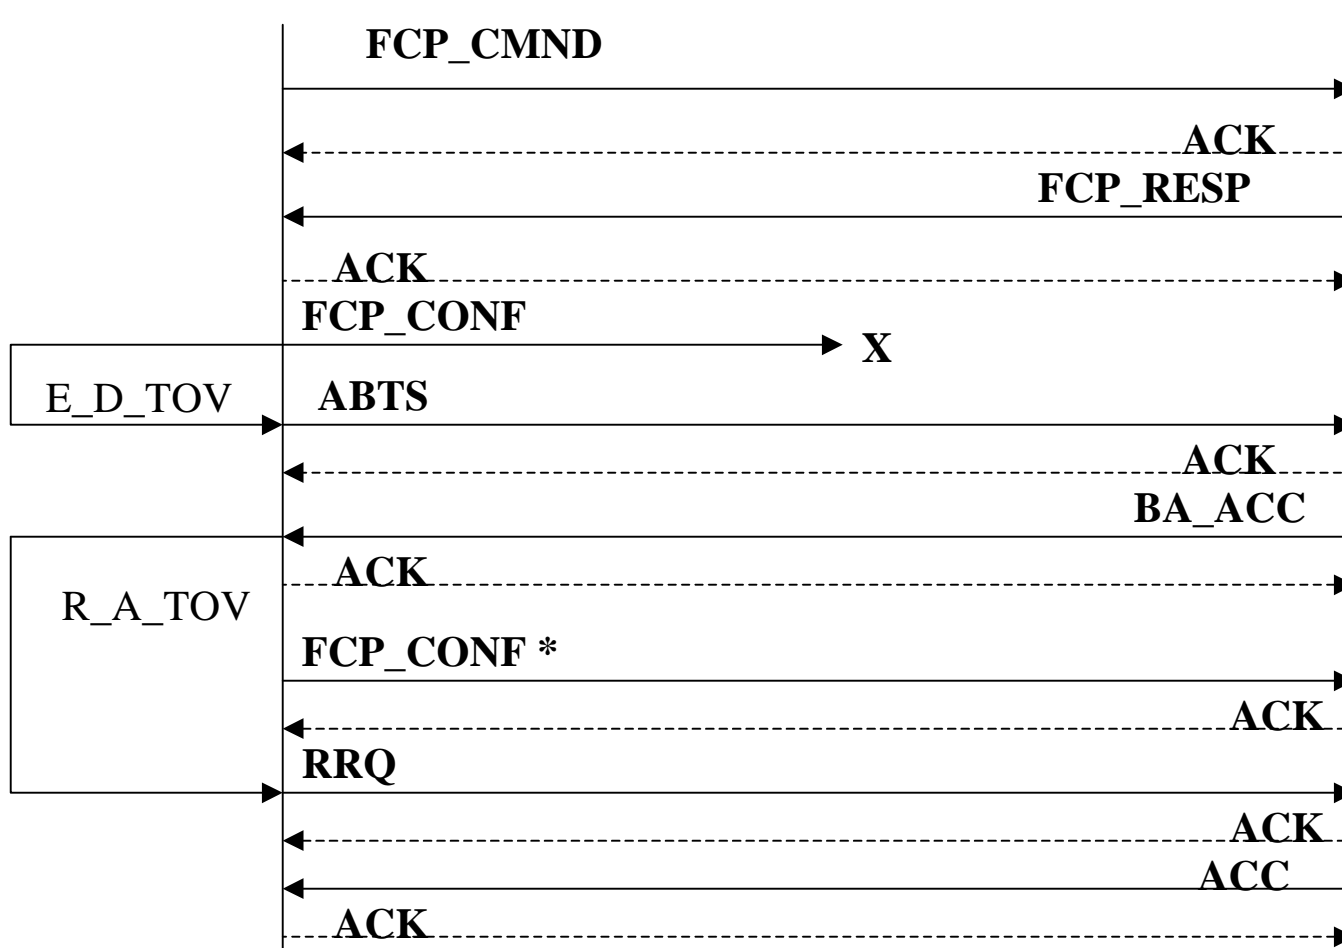 FCP_CMND
ACK
FCP_RESP
ACK
FCP_CONF
X
E_D_TOV
ABTS
ACK
BA_ACC
ACK
R_A_TOV
FCP_CONF *
ACK
RRQ
ACK
ACC
ACK